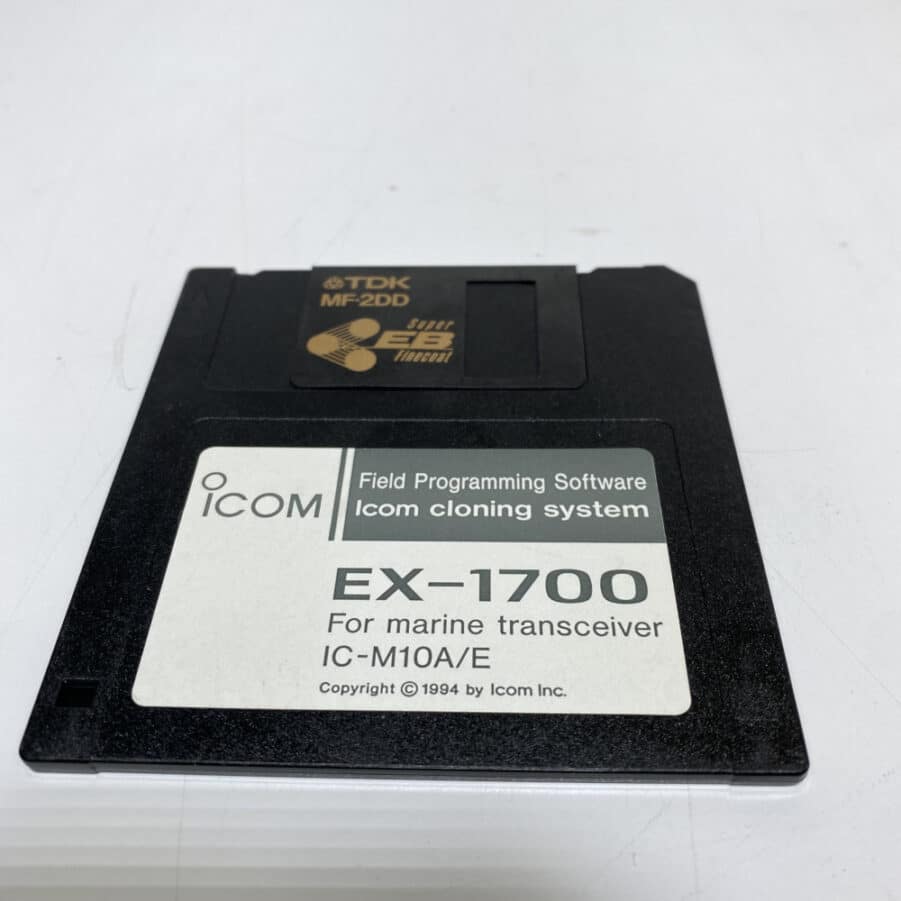 TDK
MF-2DD
Super
EB
Finecoat
ICOM
Field Programming Software
Icom cloning system
EX-1700
For marine transceiver
IC-M10A/E
Copyright © 1994 by Icom Inc.